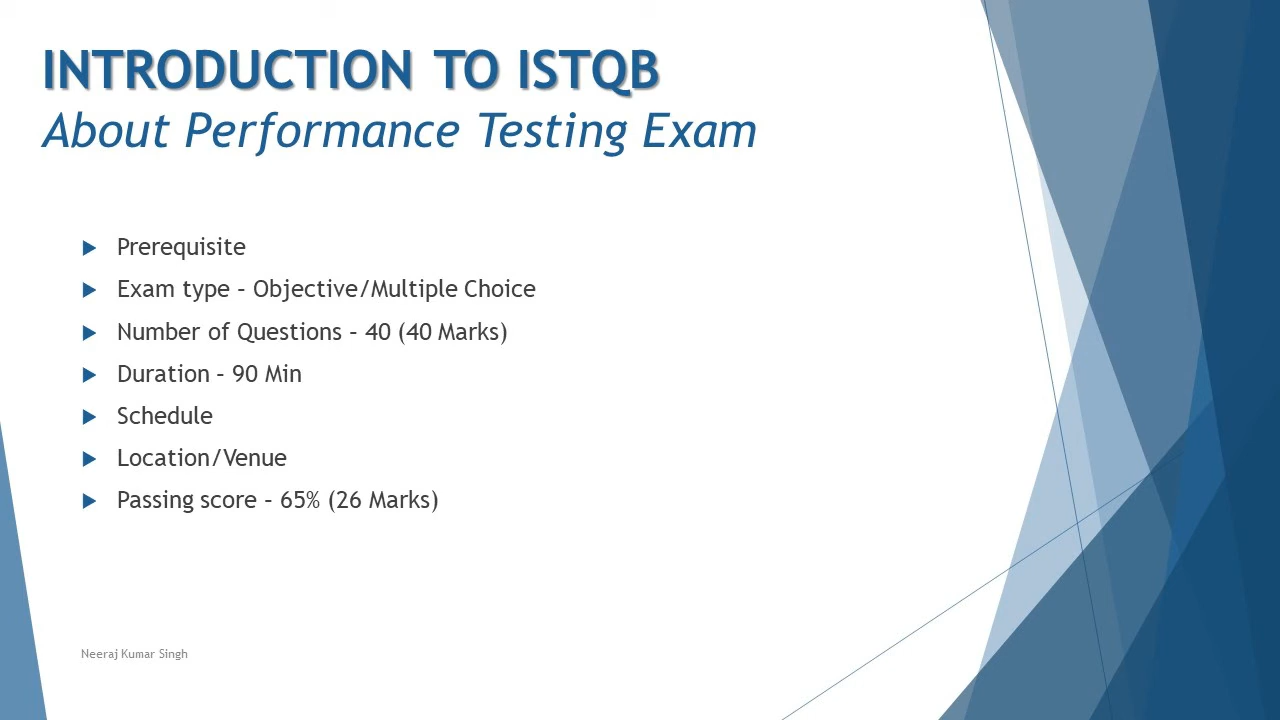 INTRODUCTION TO ISTQB
About Performance Testing Exam
Prerequisite
Exam type – Objective/Multiple Choice
Number of Questions – 40 (40 Marks)
Duration – 90 Min
Schedule
Location/Venue
Passing score – 65% (26 Marks)
Neeraj Kumar Singh